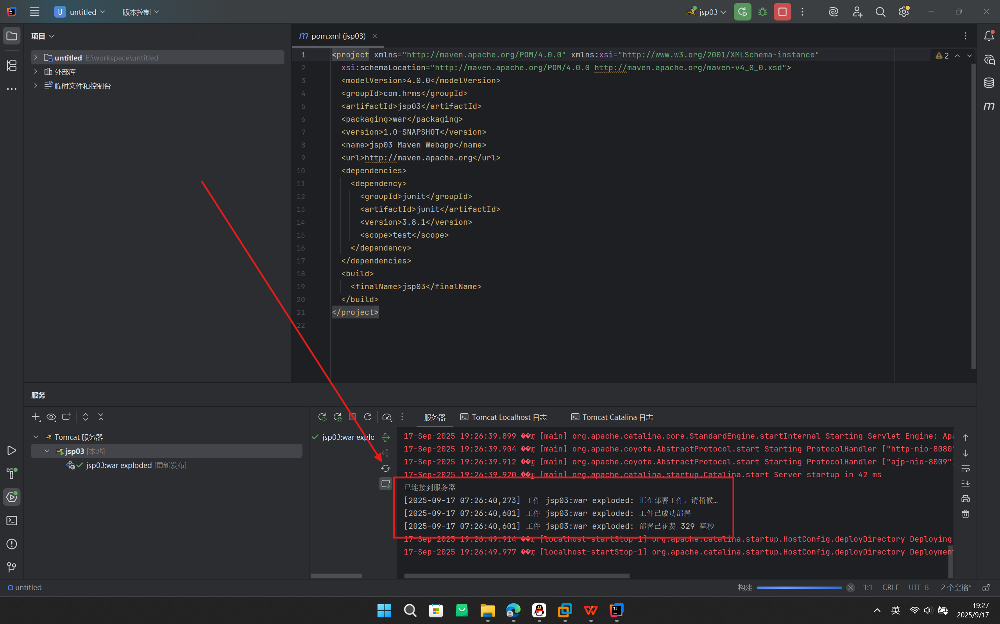 U untitled 版本控制 jsp03
项目
untitled E:\workspace\untitled
外部库
临时文件和控制台
m pom.xml (jsp03)
2
1 <project xmlns="http://maven.apache.org/POM/4.0.0" xmlns:xsi="http://www.w3.org/2001/XMLSchema-instance"
2 xsi:schemaLocation="http://maven.apache.org/POM/4.0.0 http://maven.apache.org/maven-v4_0_0.xsd">
3 <modelVersion>4.0.0</modelVersion>
4 <groupId>com.hrms</groupId>
5 <artifactId>jsp03</artifactId>
6 <packaging>war</packaging>
7 <version>1.0-SNAPSHOT</version>
8 <name>jsp03 Maven Webapp</name>
9 <url>http://maven.apache.org</url>
10 <dependencies>
11 <dependency>
12 <groupId>junit</groupId>
13 <artifactId>junit</artifactId>
14 <version>3.8.1</version>
15 <scope>test</scope>
16 </dependency>
17 </dependencies>
18 <build>
19 <finalName>jsp03</finalName>
20 </build>
21 </project>
22
服务
服务器 Tomcat Localhost 日志 Tomcat Catalina 日志
Tomcat 服务器
jsp03 [本地]
jsp03:war exploded [重新发布]
jsp03:war explo
17-Sep-2025 19:26:39.899 [main] org.apache.catalina.core.StandardEngine.startInternal Starting Servlet Engine: Apa
17-Sep-2025 19:26:39.904 [main] org.apache.coyote.AbstractProtocol.start Starting ProtocolHandler ["http-nio-8080"
17-Sep-2025 19:26:39.912 [main] org.apache.coyote.AbstractProtocol.start Starting ProtocolHandler ["ajp-nio-8009"]
17-Sep-2025 19:26:39.920 [main] org.apache.catalina.startup.Catalina.start Server startup in 42 ms
已连接到服务器
[2025-09-17 07:26:40,273] 工件 jsp03:war exploded: 正在部署工件，请稍候…
[2025-09-17 07:26:40,601] 工件 jsp03:war exploded: 工件已成功部署
[2025-09-17 07:26:40,601] 工件 jsp03:war exploded: 部署已花费 329 毫秒
17-Sep-2025 19:26:49.914 [localhost-startStop-1] org.apache.catalina.startup.HostConfig.deployDirectory Deploying
17-Sep-2025 19:26:49.977 [localhost-startStop-1] org.apache.catalina.startup.HostConfig.deployDirectory Deploymen
untitled 构建 1:1 CRLF UTF-8 2 个空格*
英 19:27
2025/9/17